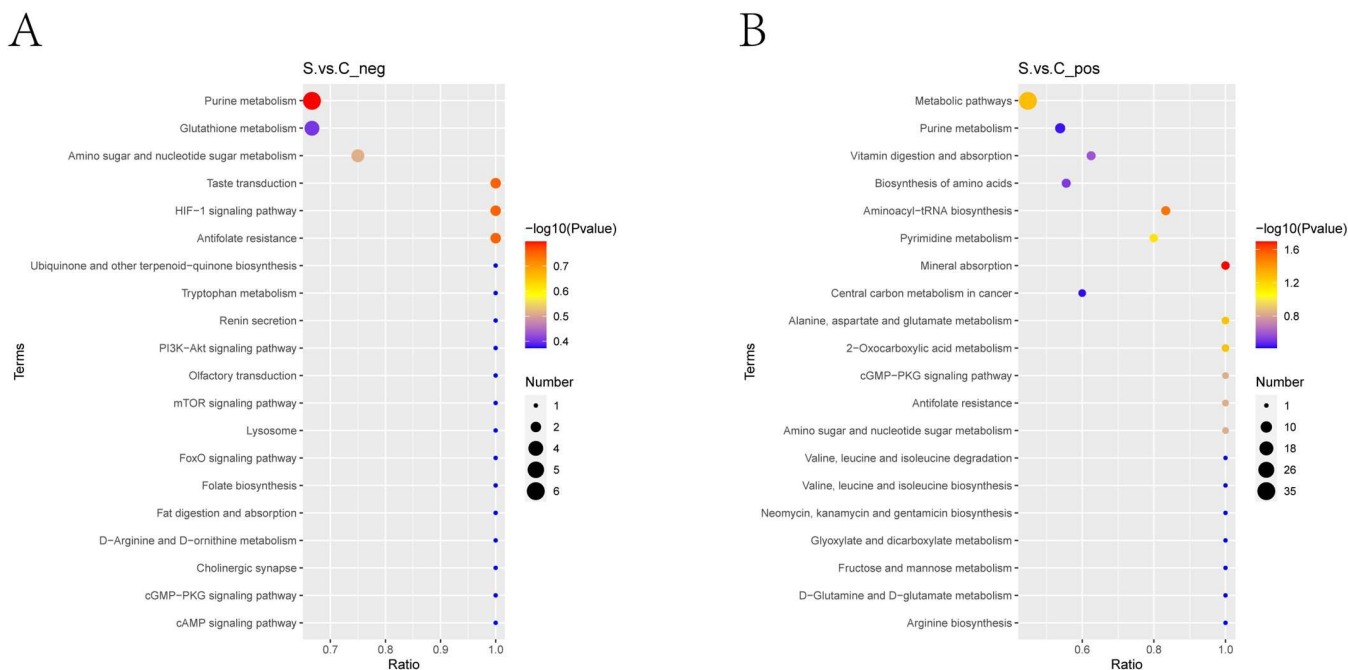 A
S.vs.C_neg
Purine metabolism
Glutathione metabolism
Amino sugar and nucleotide sugar metabolism
Taste transduction
HIF−1 signaling pathway
Antifolate resistance
Ubiquinone and other terpenoid−quinone biosynthesis
Tryptophan metabolism
Renin secretion
PI3K−Akt signaling pathway
Olfactory transduction
mTOR signaling pathway
Lysosome
FoxO signaling pathway
Folate biosynthesis
Fat digestion and absorption
D−Arginine and D−ornithine metabolism
Cholinergic synapse
cGMP−PKG signaling pathway
cAMP signaling pathway
Terms
0.7 0.8 0.9 1.0
Ratio
−log10(Pvalue)
0.7
0.6
0.5
0.4
Number
1
2
4
5
6
B
S.vs.C_pos
Metabolic pathways
Purine metabolism
Vitamin digestion and absorption
Biosynthesis of amino acids
Aminoacyl−tRNA biosynthesis
Pyrimidine metabolism
Mineral absorption
Central carbon metabolism in cancer
Alanine, aspartate and glutamate metabolism
2−Oxocarboxylic acid metabolism
cGMP−PKG signaling pathway
Antifolate resistance
Amino sugar and nucleotide sugar metabolism
Valine, leucine and isoleucine degradation
Valine, leucine and isoleucine biosynthesis
Neomycin, kanamycin and gentamicin biosynthesis
Glyoxylate and dicarboxylate metabolism
Fructose and mannose metabolism
D−Glutamine and D−glutamate metabolism
Arginine biosynthesis
Terms
0.6 0.8 1.0
Ratio
−log10(Pvalue)
1.6
1.2
0.8
Number
1
10
18
26
35